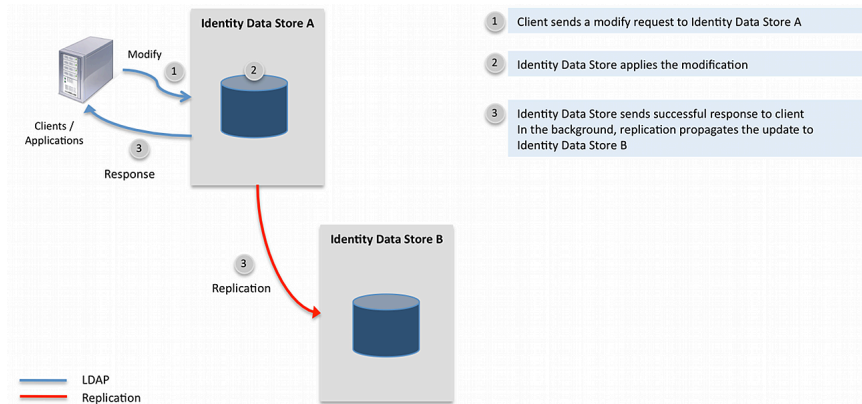 Identity Data Store A
Modify
1
2
Clients /
Applications
3
Response
Identity Data Store B
3
Replication
LDAP
Replication
1 Client sends a modify request to Identity Data Store A
2 Identity Data Store applies the modification
3 Identity Data Store sends successful response to client
In the background, replication propagates the update to
Identity Data Store B